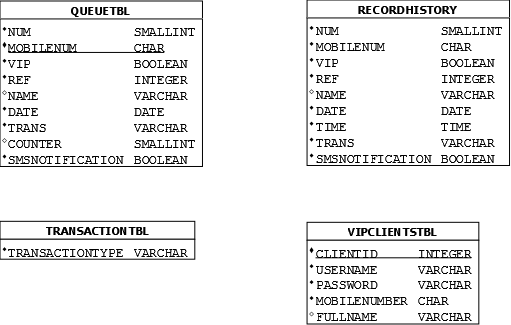 QUEUETBL
NUM SMALLINT
MOBILENUM CHAR
VIP BOOLEAN
REF INTEGER
NAME VARCHAR
DATE DATE
TRANS VARCHAR
COUNTER SMALLINT
SMSNOTIFICATION BOOLEAN
RECORDHISTORY
NUM SMALLINT
MOBILENUM CHAR
VIP BOOLEAN
REF INTEGER
NAME VARCHAR
DATE DATE
TIME TIME
TRANS VARCHAR
SMSNOTIFICATION BOOLEAN
TRANSACTIONTBL
TRANSACTIONTYPE VARCHAR
VIPCLIENTSTBL
CLIENTID INTEGER
USERNAME VARCHAR
PASSWORD VARCHAR
MOBILENUMBER CHAR
FULLNAME VARCHAR